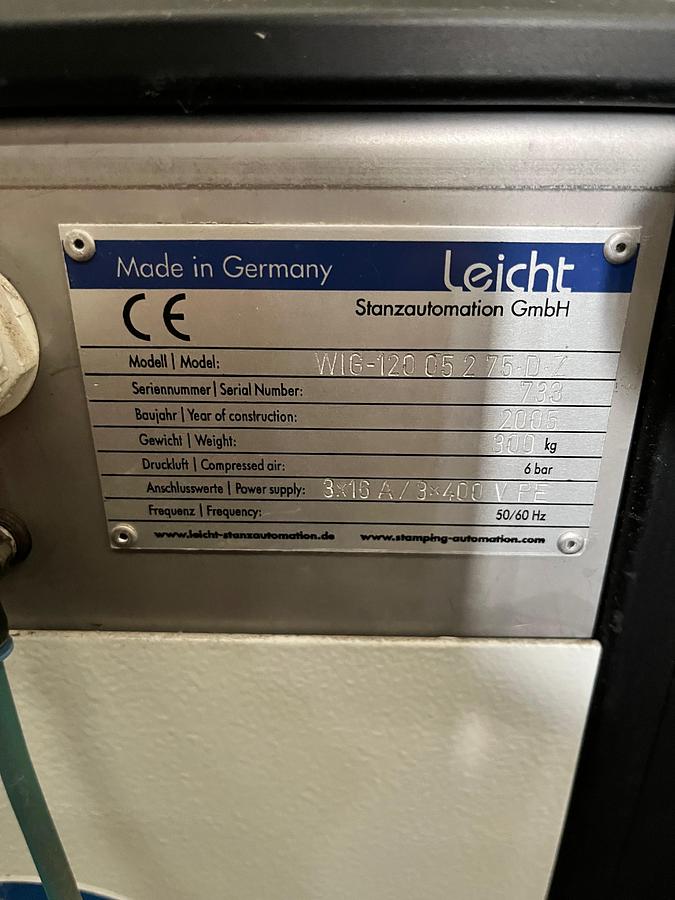 Made in Germany leicht
CE Stanzautomation GmbH
Modell | Model: WIG-120 05 2 75-D-Z
Seriennummer | Serial Number: 733
Baujahr | Year of construction: 2005
Gewicht | Weight: 300 kg
Druckluft | Compressed air: 6 bar
Anschlusswerte | Power supply: 3x16 A / 3×400 V PE
Frequenz | Frequency: 50/60 Hz
www.leicht-stanzautomation.de www.stamping-automation.com